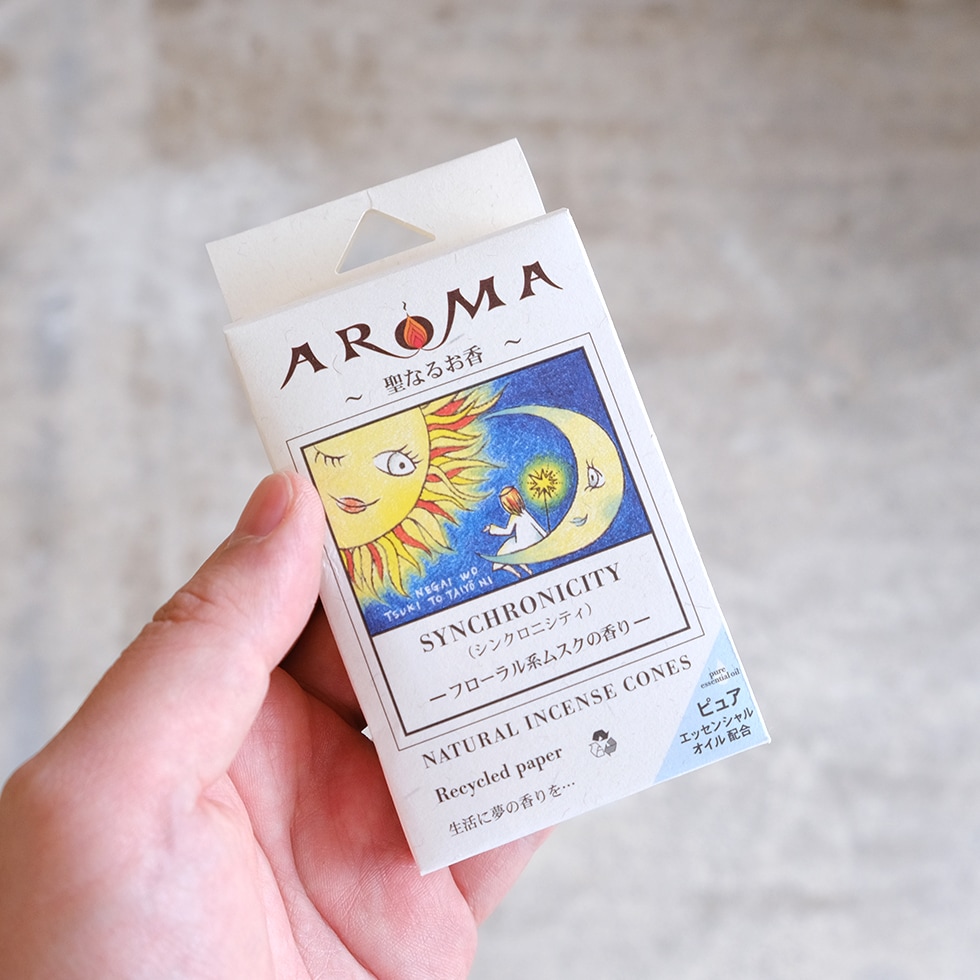 AROMA
～ 聖なるお香 ～
NEGAI WO
TSUKI TO TAIYŌ NI
SYNCHRONICITY
（シンクロニシティ）
ーフローラル系ムスクの香りー
NATURAL INCENSE CONES
Recycled paper
生活に夢の香りを…
pure
essential oil
ピュア
エッセンシャル
オイル配合